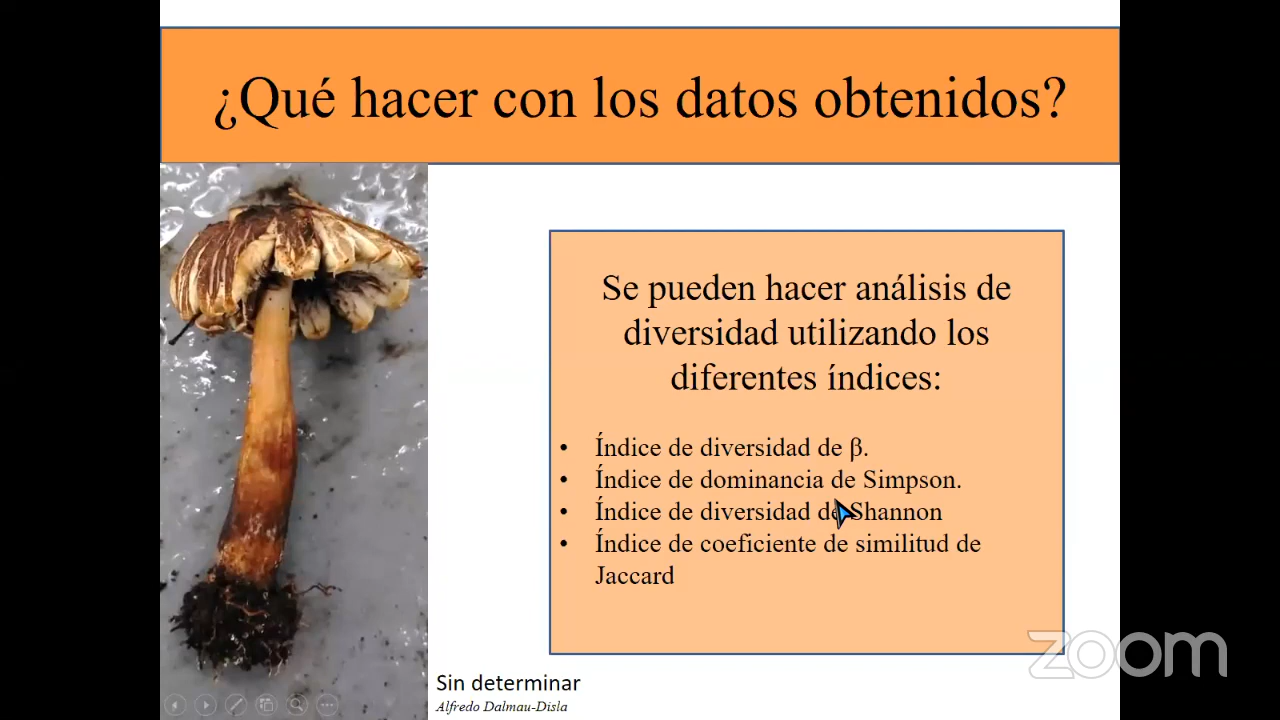 ¿Qué hacer con los datos obtenidos?
Se pueden hacer análisis de
diversidad utilizando los
diferentes índices:
• Índice de diversidad de β.
• Índice de dominancia de Simpson.
• Índice de diversidad de Shannon
• Índice de coeficiente de similitud de
Jaccard
zoom
Sin determinar
Alfredo Dalmau-Disla